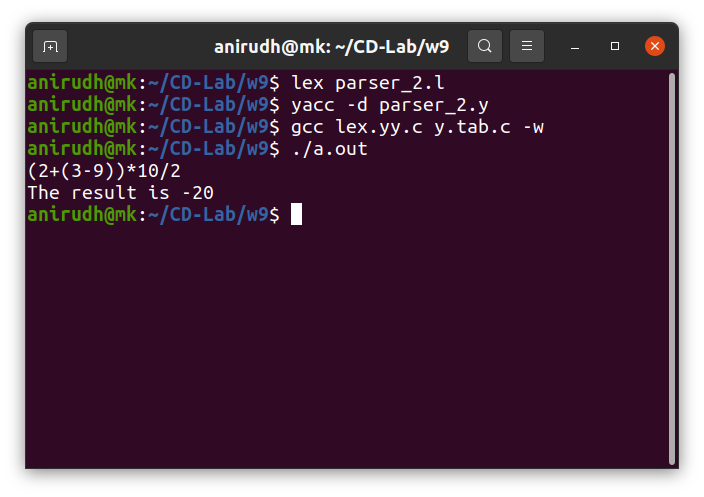 anirudh@mk: ~/CD-Lab/w9
anirudh@mk:~/CD-Lab/w9$ lex parser_2.l
anirudh@mk:~/CD-Lab/w9$ yacc -d parser_2.y
anirudh@mk:~/CD-Lab/w9$ gcc lex.yy.c y.tab.c -w
anirudh@mk:~/CD-Lab/w9$ ./a.out
(2+(3-9))*10/2
The result is -20
anirudh@mk:~/CD-Lab/w9$